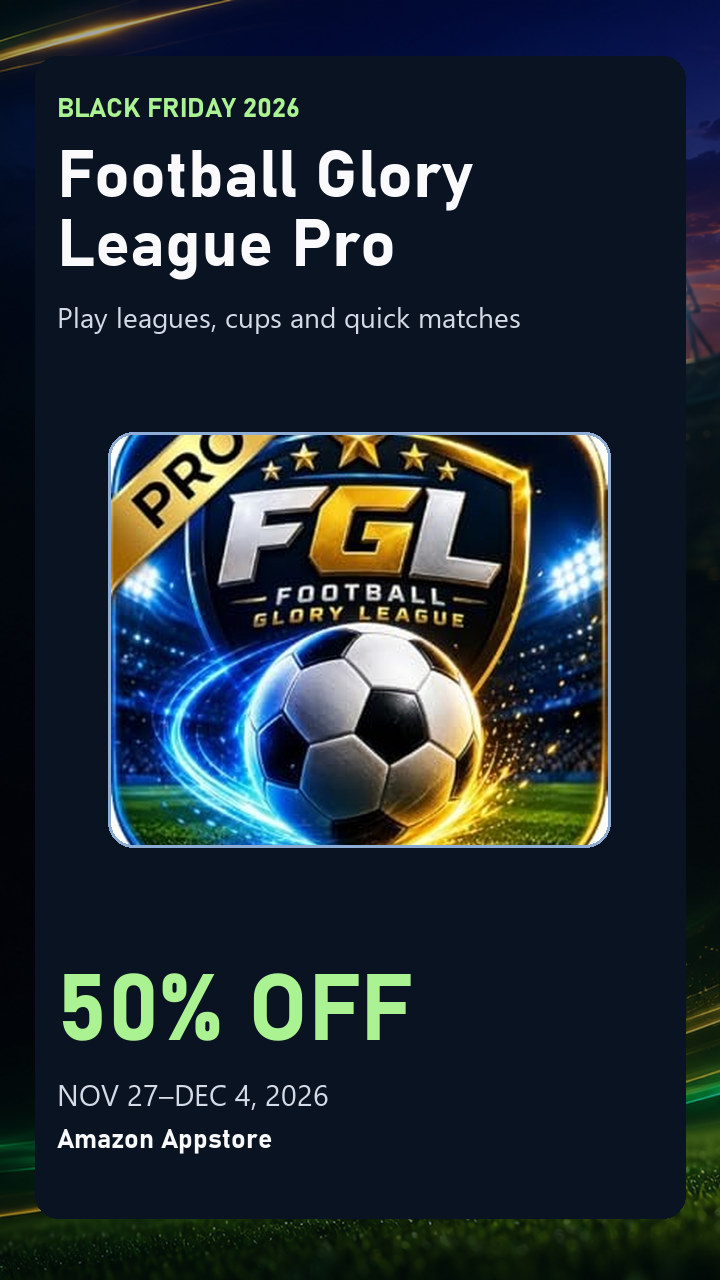 BLACK FRIDAY 2026
Football Glory
League Pro
Play leagues, cups and quick matches
PRO
FGL
FOOTBALL
GLORY LEAGUE
50% OFF
NOV 27–DEC 4, 2026
Amazon Appstore